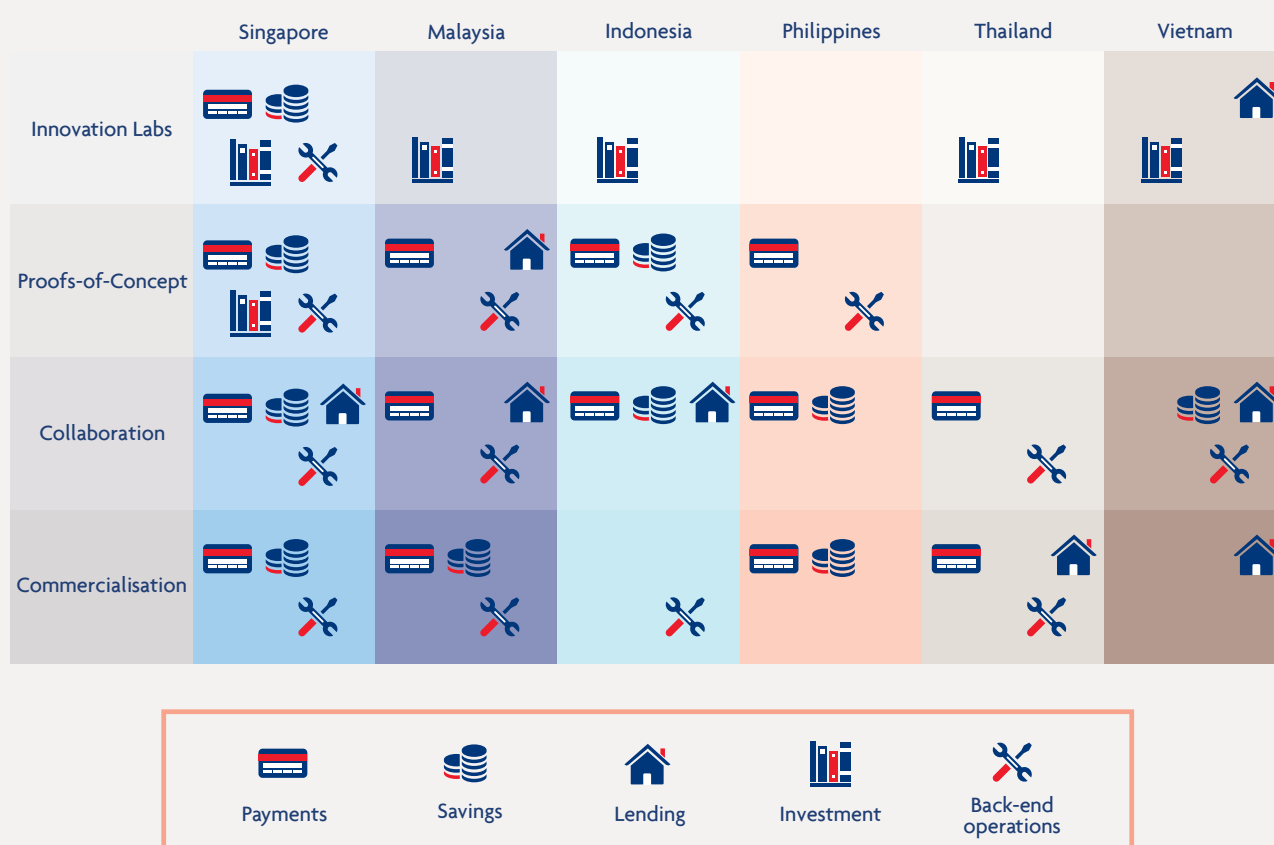 Singapore Malaysia Indonesia Philippines Thailand Vietnam
Innovation Labs
Proofs-of-Concept
Collaboration
Commercialisation
Payments Savings Lending Investment Back-end
operations